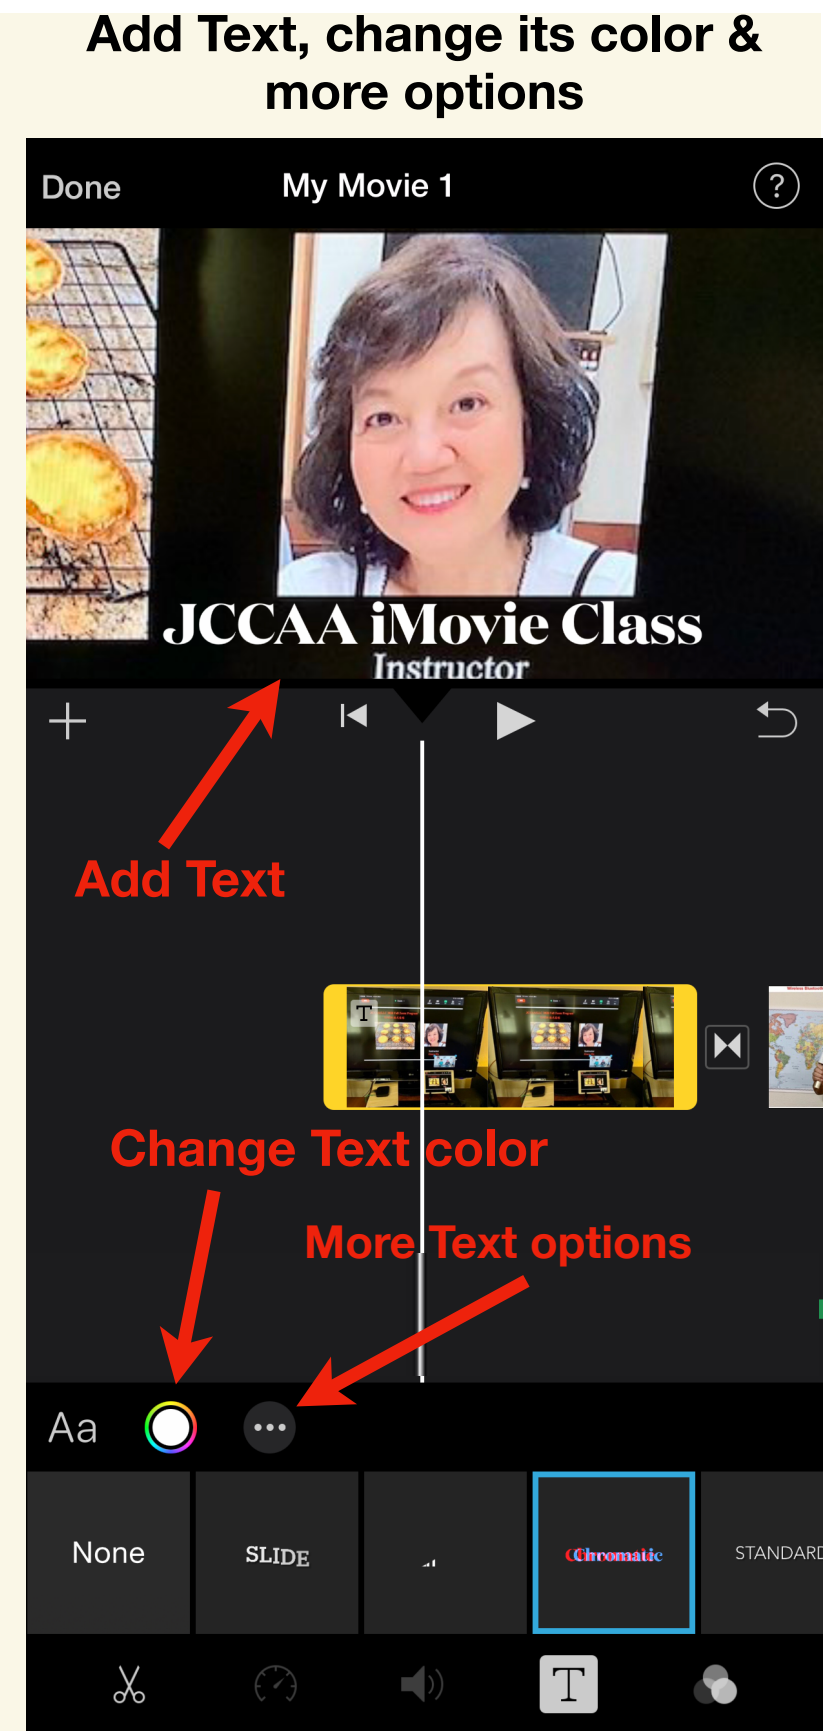 Add Text, change its color &
more options
Done
My Movie 1
?
JCCAA iMovie Class
Instructor
Add Text
T
Change Text color
More Text options
Aa
None
SLIDE
Chromatic
STANDARD
T